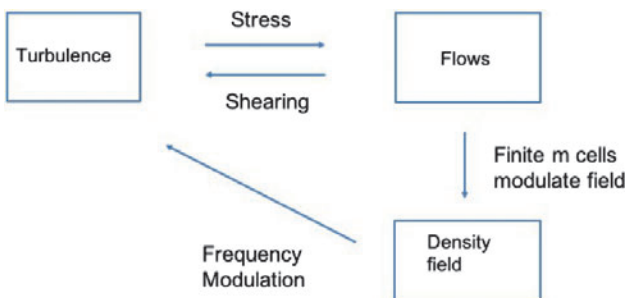 Stress
Turbulence
Flows
Shearing
Finite m cells
modulate field
Density
field
Frequency
Modulation